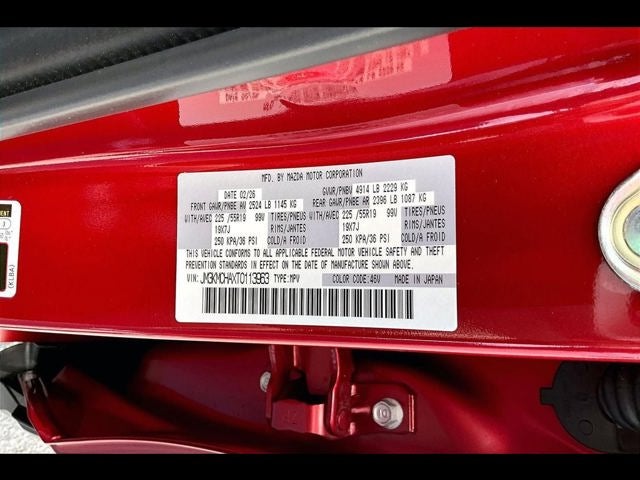 MFD. BY MAZDA MOTOR CORPORATION
DATE 02/26 GVWR/PNBV 4914 LB 2229 KG
FRONT GAWR/PNBE AV 2524 LB 1145 KG REAR GAWR/PNBE AR 2396 LB 1087 KG
WITH/AVEC 225/55R19 99V TIRES/PNEUS WITH/AVEC 225/55R19 99V TIRES/PNEUS
19X7J RIMS/JANTES 19X7J RIMS/JANTES
250 KPA/36 PSI COLD/A FROID 250 KPA/36 PSI COLD/A FROID
THIS VEHICLE CONFORMS TO ALL APPLICABLE FEDERAL MOTOR VEHICLE SAFETY AND THEFT
PREVENTION STANDARDS IN EFFECT ON THE DATE OF MANUFACTURE SHOWN ABOVE.
VIN: JM3KMCHAXT0113963 TYPE:MPV COLOR CODE:46V MADE IN JAPAN
(KLBA)